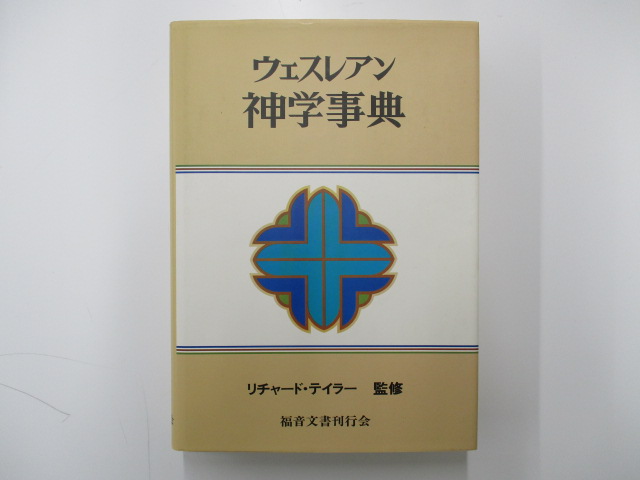 ウェスレアン
神学事典
リチャード・テイラー 監修
福音文書刊行会